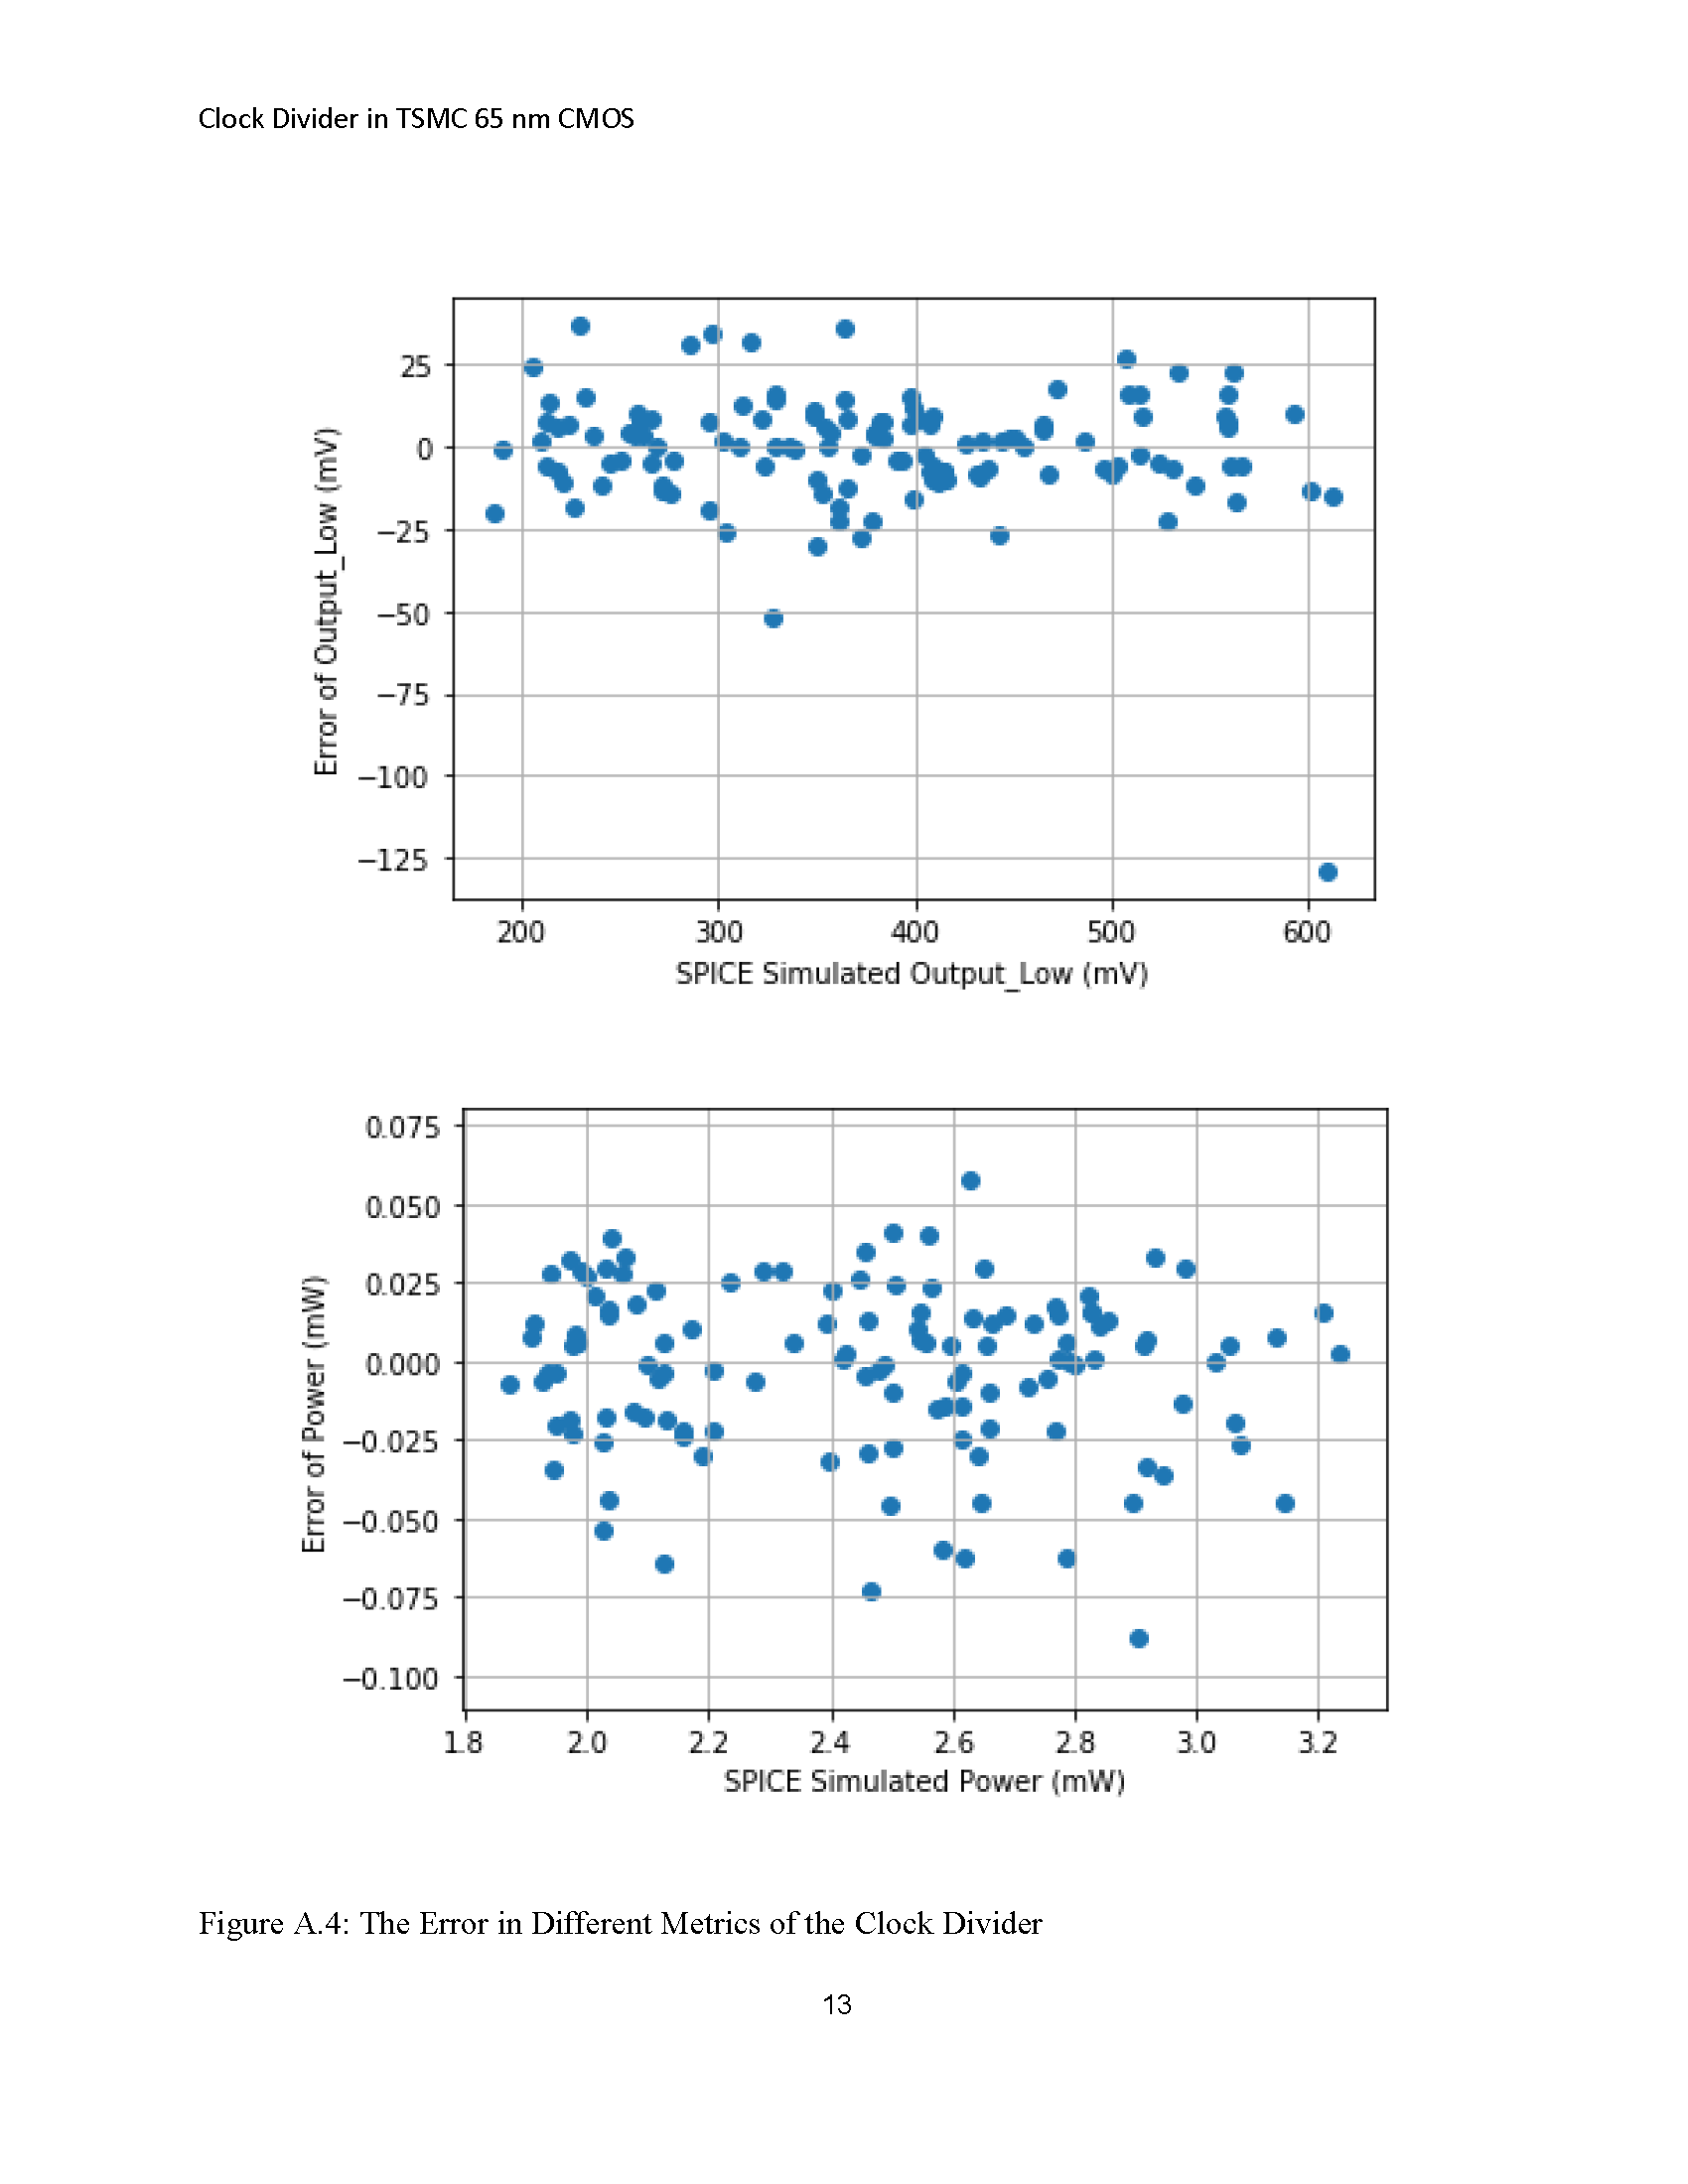 Clock Divider in TSMC 65 nm CMOS
25
0
−25
−50
−75
−100
−125
Error of Output_Low (mV)
200 300 400 500 600
SPICE Simulated Output_Low (mV)
0.075
0.050
0.025
0.000
−0.025
−0.050
−0.075
−0.100
Error of Power (mW)
1.8 2.0 2.2 2.4 2.6 2.8 3.0 3.2
SPICE Simulated Power (mW)
Figure A.4: The Error in Different Metrics of the Clock Divider
13